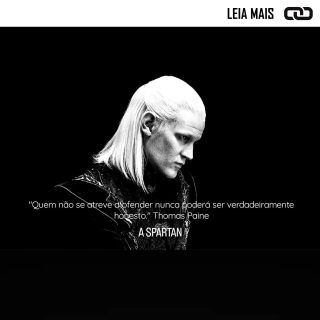 LEIA MAIS
"Quem não se atreve a ofender nunca poderá ser verdadeiramente
honesto." Thomas Paine
A SPARTAN